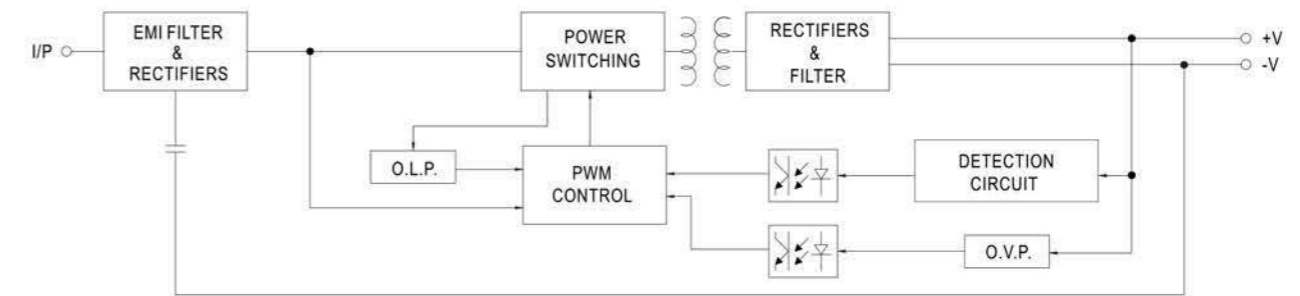 I/P
EMI FILTER
&
RECTIFIERS
POWER
SWITCHING
RECTIFIERS
&
FILTER
+V
-V
O.L.P.
PWM
CONTROL
DETECTION
CIRCUIT
O.V.P.